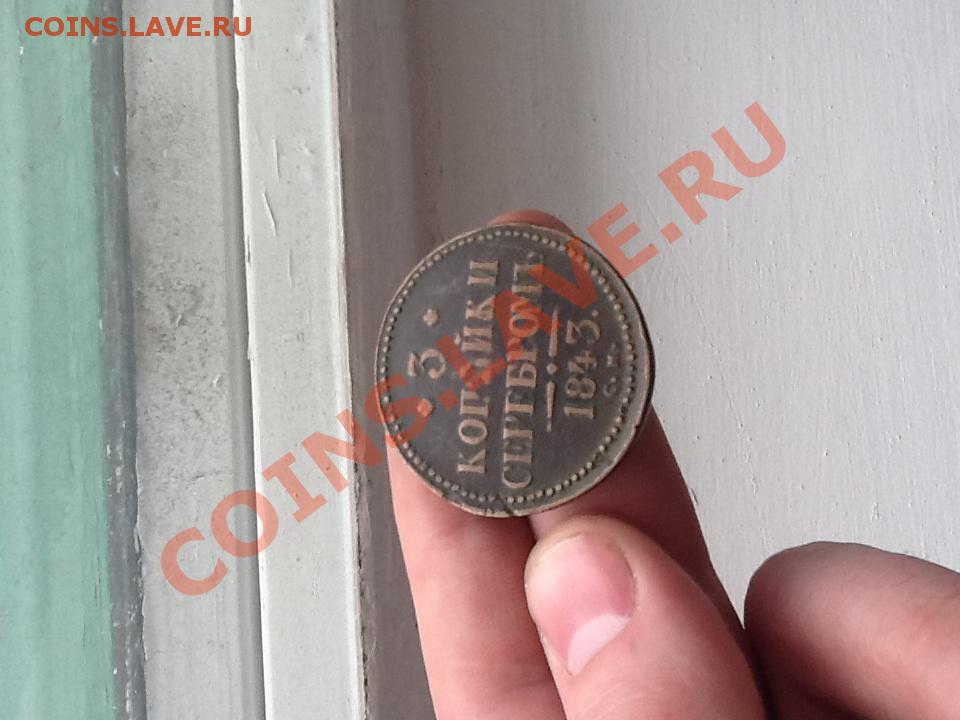 COINS.LAVE.RU
COINS.LAVE.RU
3
КОПѢЙКИ
СЕРЕБРОМЪ
1843.